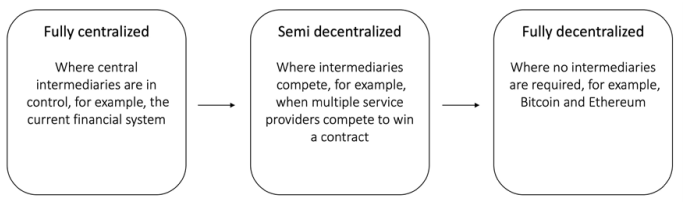 Fully centralized
Where central
intermediaries are in
control, for example, the
current financial system
Semi decentralized
Where intermediaries
compete, for example,
when multiple service
providers compete to win
a contract
Fully decentralized
Where no intermediaries
are required, for example,
Bitcoin and Ethereum